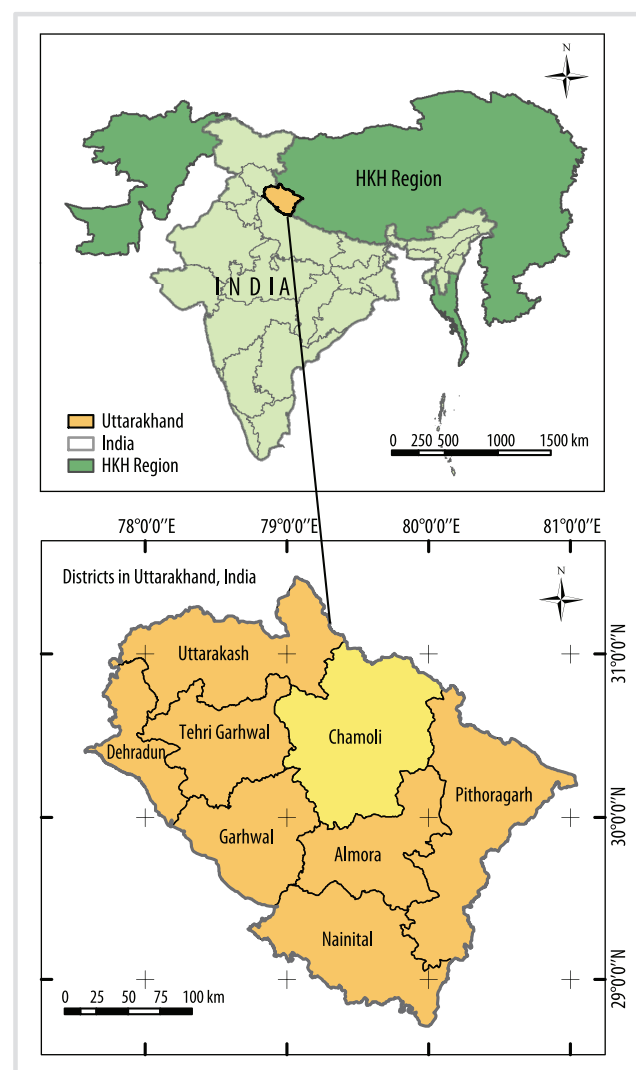 N
HKH Region
INDIA
Uttarakhand
India
HKH Region
0 250 500 1000 1500 km
78°0'0"E 79°0'0"E 80°0'0"E 81°0'0"E
Districts in Uttarakhand, India
N
Uttarakash
31°0'0"N
Tehri Garhwal
Chamoli
Dehradun
Pithoragarh
30°0'0"N
Garhwal
Almora
Nainital
29°0'0"N
0 25 50 75 100 km